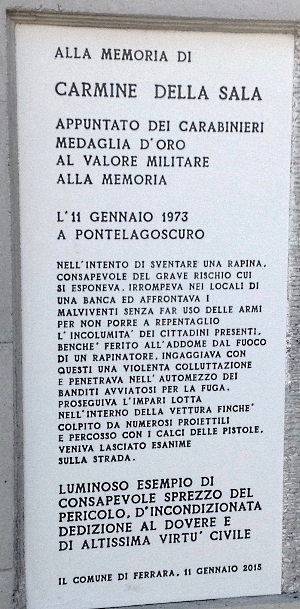 ALLA MEMORIA DI
CARMINE DELLA SALA
APPUNTATO DEI CARABINIERI
MEDAGLIA D'ORO
AL VALORE MILITARE
ALLA MEMORIA
L'11 GENNAIO 1973
A PONTELAGOSCURO
NELL'INTENTO DI SVENTARE UNA RAPINA,
CONSAPEVOLE DEL GRAVE RISCHIO CUI
SI ESPONEVA, IRROMPEVA NEI LOCALI DI
UNA BANCA ED AFFRONTAVA I
MALVIVENTI SENZA FAR USO DELLE ARMI
PER NON PORRE A REPENTAGLIO
L'INCOLUMITA' DEI CITTADINI PRESENTI,
BENCHE' FERITO ALL'ADDOME DAL FUOCO
DI UN RAPINATOR, INGAGGIAVA CON
QUESTI UNA VIOLENTA COLLUTTAZIONE
E PENETRAVA NELL'AUTOMEZZO DEI
BANDITI AVVIATOSI PER LA FUGA.
PROSEGUIVA L'IMPARI LOTTA
NELL'INTERNO DELLA VETTURA FINCHE'
COLPITO DA NUMEROSI PROIETTILI
E PERCOSSO CON I CALCI DELLE PISTOLE,
VENIVA LASCIATO ESANIME
SULLA STRADA.
LUMINOSO ESEMPIO DI
CONSAPEVOLE SPREZZO DEL
PERICOLO, D'INCONDIZIONATA
DEDIZIONE AL DOVERE E
DI ALTISSIMA VIRTU' CIVILE
IL COMUNE DI FERRARA, 11 GENNAIO 2015